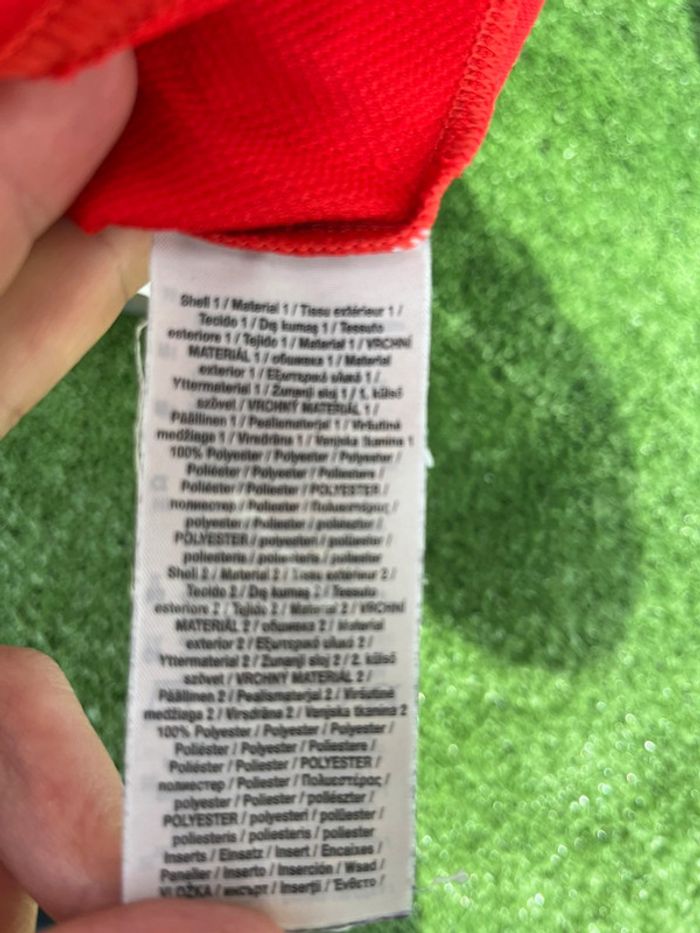 Shell 1 / Material 1 / Tissu extérieur 1 /
Tecido 1 / Dış kumaş 1 / Tessuto
esteriore 1 / Tejido 1 / Material 1 / VRCHNÍ
MATERIÁL 1 / обшивка 1 / Material
exterior 1 / Εξωτερικό υλικό 1 /
Yttermaterial 1 / Zunanji sloj 1 / 1. külső
szövet / VRCHNÝ MATERIÁL 1 /
Päällinen 1 / Pealismaterjal 1 / Viršutinė
medžiaga 1 / Virsdrāna 1 / Vanjska tkanina 1
100% Polyester / Polyester / Polyester /
Poliéster / Polyester / Poliestere /
Poliéster / Poliester / POLYESTER /
полиестер / Poliester / Πολυεστέρας /
polyester / Poliester / poliészter /
POLYESTER / polyesteri / polüester /
poliesteris / poliesteris / poliester
Shell 2 / Material 2 / Tissu extérieur 2 /
Tecido 2 / Dış kumaş 2 / Tessuto
esteriore 2 / Tejido 2 / Material 2 / VRCHNÍ
MATERIÁL 2 / обшивка 2 / Material
exterior 2 / Εξωτερικό υλικό 2 /
Yttermaterial 2 / Zunanji sloj 2 / 2. külső
szövet / VRCHNÝ MATERIÁL 2 /
Päällinen 2 / Pealismaterjal 2 / Viršutinė
medžiaga 2 / Virsdrāna 2 / Vanjska tkanina 2
100% Polyester / Polyester / Polyester /
Poliéster / Polyester / Poliestere /
Poliéster / Poliester / POLYESTER /
полиестер / Poliester / Πολυεστέρας /
polyester / Poliester / poliészter /
POLYESTER / polyesteri / polüester /
poliesteris / poliesteris / poliester
Inserts / Einsatz / Insert / Encaixes /
Paneller / Inserto / Inserción / Wsad /
VLOŽKA / инсърт / Inserții / Ένθετο /